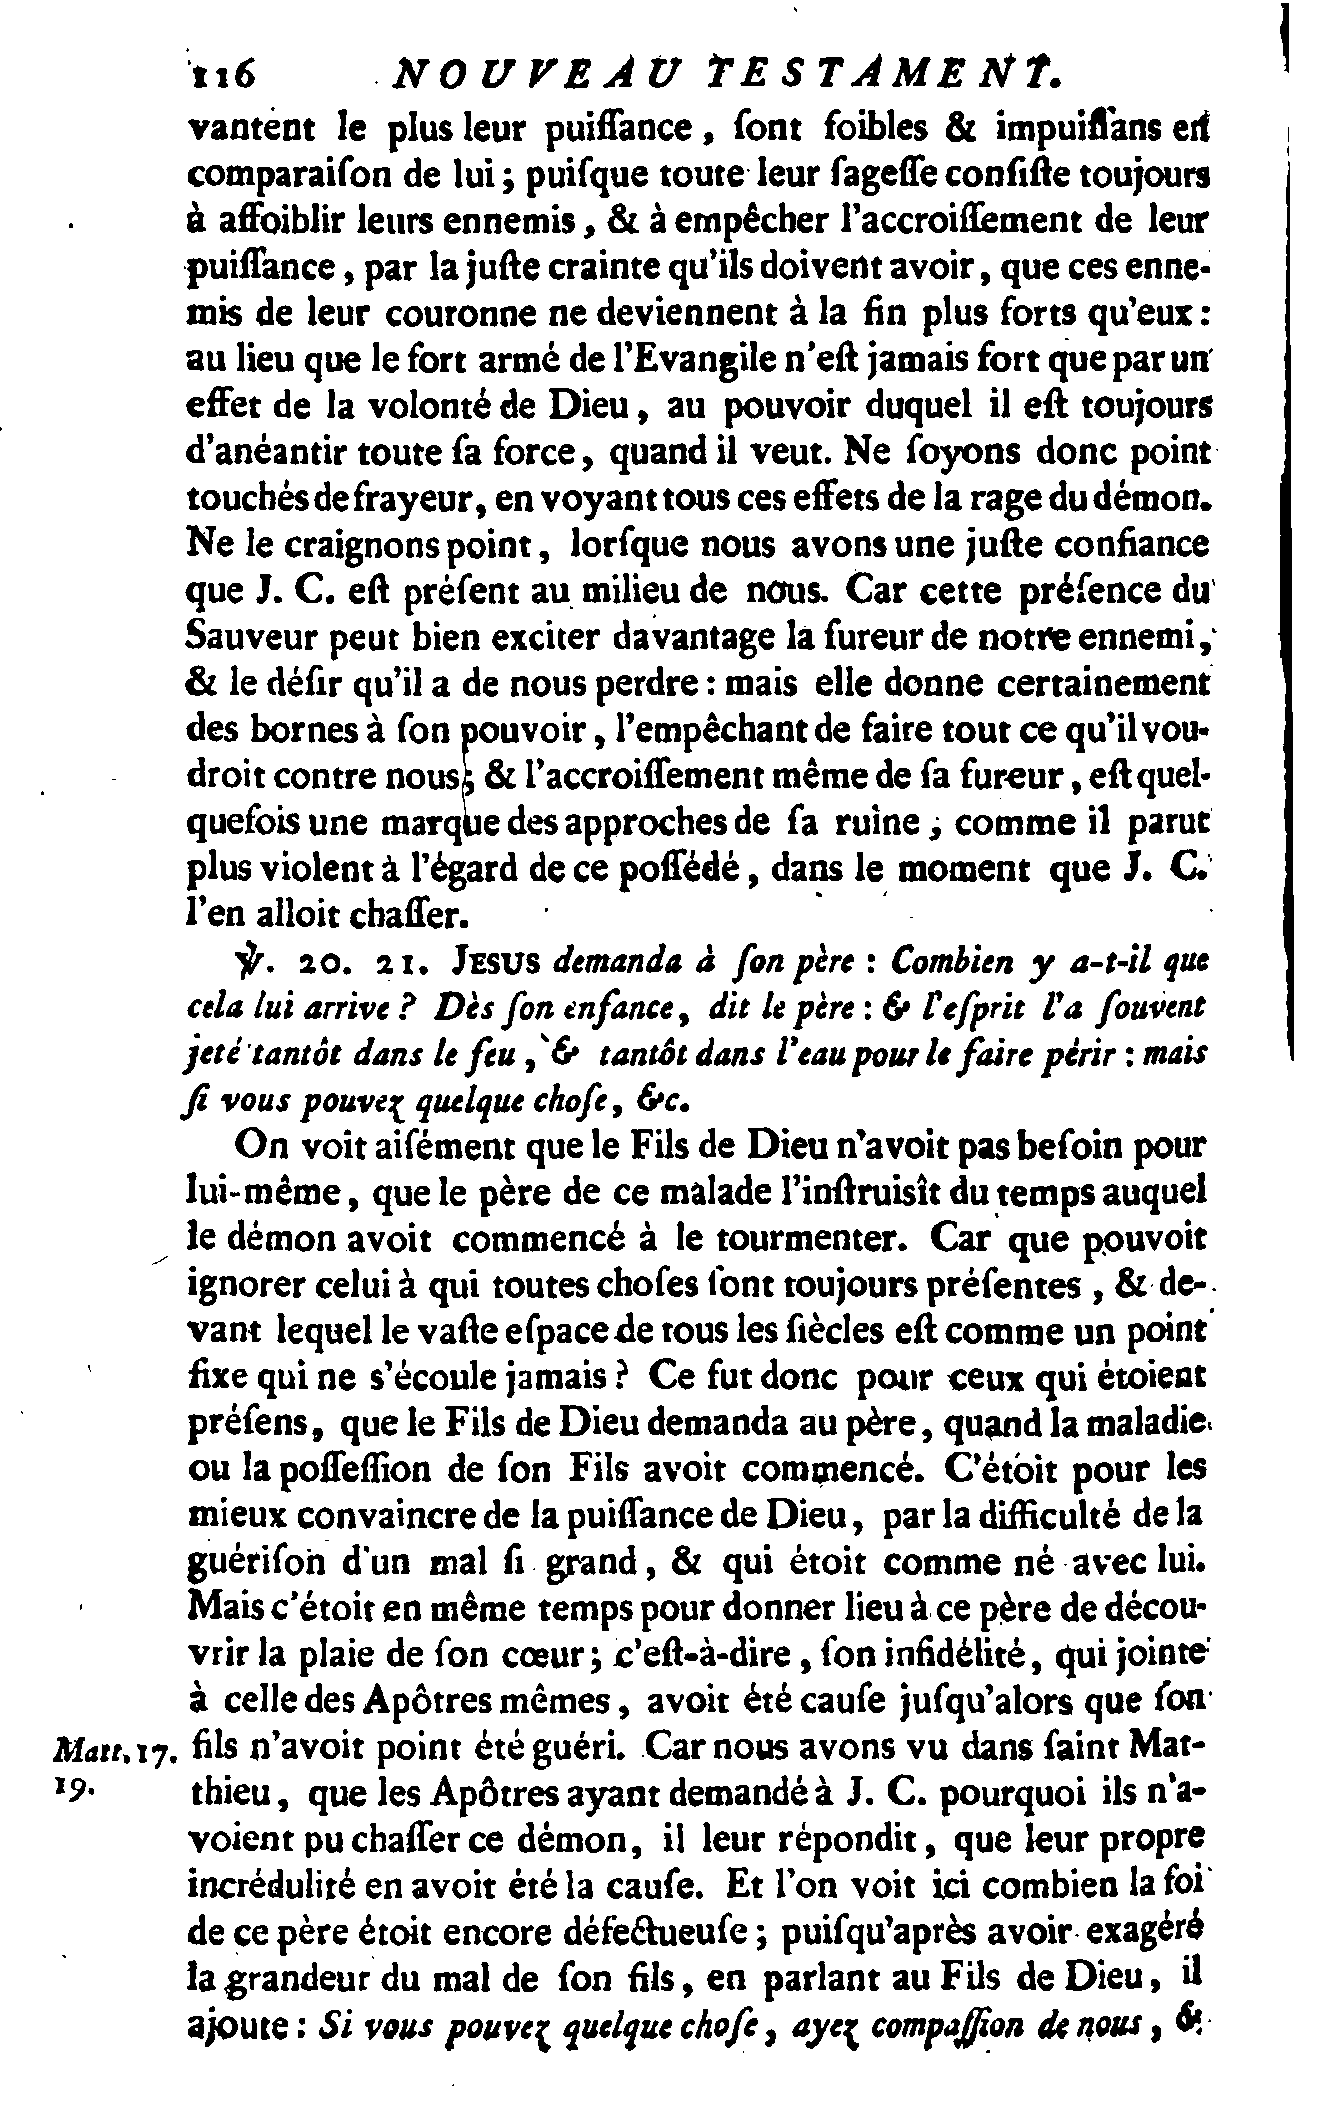 116 NOUVEAU TESTAMENT.
vantent le plus leur puiſſance, ſont foibles & impuiſſans en
comparaiſon de lui; puiſque toute leur ſageſſe conſiſte toujours
à affoiblir leurs ennemis, & à empêcher l'accroiſſement de leur
puiſſance, par la juſte crainte qu'ils doivent avoir, que ces enne-
mis de leur couronne ne deviennent à la fin plus forts qu'eux:
au lieu que le fort armé de l'Evangile n'eſt jamais fort que par un
effet de la volonté de Dieu, au pouvoir duquel il eſt toujours
d'anéantir toute ſa force, quand il veut. Ne ſoyons donc point
touchés de frayeur, en voyant tous ces effets de la rage du démon.
Ne le craignons point, lorſque nous avons une juſte confiance
que J. C. eſt préſent au milieu de nous. Car cette préſence du
Sauveur peut bien exciter davantage la fureur de notre ennemi,
& le déſir qu'il a de nous perdre: mais elle donne certainement
des bornes à ſon pouvoir, l'empêchant de faire tout ce qu'il vou-
droit contre nous; & l'accroiſſement même de ſa fureur, eſt quel-
quefois une marque des approches de ſa ruine; comme il parut
plus violent à l'égard de ce poſſédé, dans le moment que J. C.
l'en alloit chaſſer.
℣. 20. 21. JESUS demanda à ſon père: Combien y a-t-il que
cela lui arrive? Dès ſon enfance, dit le père: & l'eſprit l'a ſouvent
jeté tantôt dans le feu, & tantôt dans l'eau pour le faire périr: mais
ſi vous pouvez quelque choſe, &c.
On voit aiſément que le Fils de Dieu n'avoit pas beſoin pour
lui-même, que le père de ce malade l'inſtruisît du temps auquel
le démon avoit commencé à le tourmenter. Car que pouvoit
ignorer celui à qui toutes choſes ſont toujours préſentes, & de-
vant lequel le vaſte eſpace de tous les ſiècles eſt comme un point
fixe qui ne s'écoule jamais? Ce fut donc pour ceux qui étoient
préſens, que le Fils de Dieu demanda au père, quand la maladie
ou la poſſeſſion de ſon Fils avoit commencé. C'étoit pour les
mieux convaincre de la puiſſance de Dieu, par la difficulté de la
guériſon d'un mal ſi grand, & qui étoit comme né avec lui.
Mais c'étoit en même temps pour donner lieu à ce père de décou-
vrir la plaie de ſon cœur; c'eſt-à-dire, ſon infidélité, qui jointe
à celle des Apôtres mêmes, avoit été cauſe juſqu'alors que ſon
Matt. 17. fils n'avoit point été guéri. Car nous avons vu dans ſaint Mat-
19. thieu, que les Apôtres ayant demandé à J. C. pourquoi ils n'a-
voient pu chaſſer ce démon, il leur répondit, que leur propre
incrédulité en avoit été la cauſe. Et l'on voit ici combien la foi
de ce père étoit encore défectueuſe; puiſqu'après avoir exagéré
la grandeur du mal de ſon fils, en parlant au Fils de Dieu, il
ajoute: Si vous pouvez quelque choſe, ayez compaſſion de nous, &